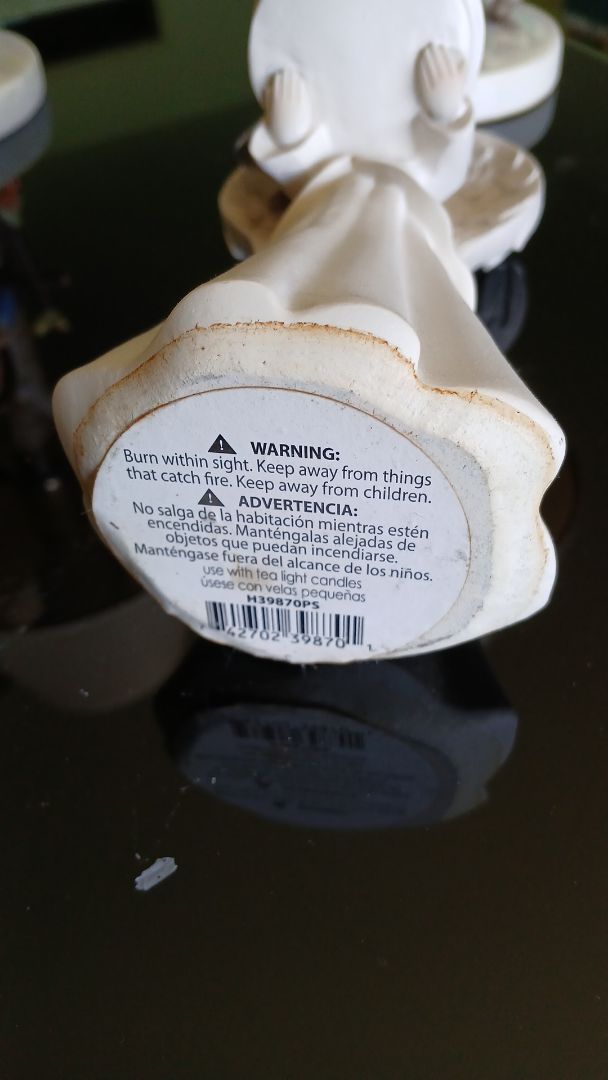 WARNING:
Burn within sight. Keep away from things
that catch fire. Keep away from children.
ADVERTENCIA:
No salga de la habitación mientras estén
encendidas. Manténgalas alejadas de
objetos que puedan incendiarse.
Manténgase fuera del alcance de los niños.
use with tea light candles
úsese con velas pequeñas
H39870PS
42702 39870 1